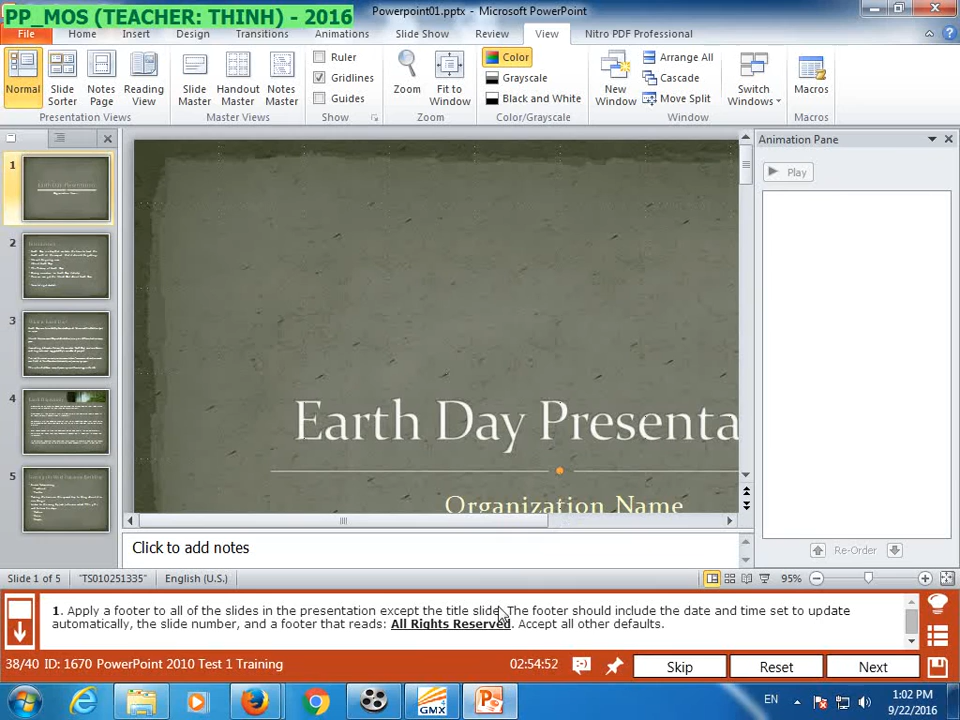 PP_MOS (TEACHER: THINH) - 2016
Powerpoint01.pptx - Microsoft PowerPoint
File Home Insert Design Transitions Animations Slide Show Review View Nitro PDF Professional
Normal
Slide Sorter
Notes Page
Reading View
Presentation Views
Slide Master
Handout Master
Notes Master
Master Views
Ruler
Gridlines
Guides
Show
Zoom
Fit to Window
Zoom
Color
Grayscale
Black and White
Color/Grayscale
New Window
Arrange All
Cascade
Move Split
Window
Switch Windows
Macros
Macros
1
2
3
4
5
Earth Day Presenta
Organization Name
Click to add notes
Animation Pane
Play
Re-Order
Slide 1 of 5 "TS010251335" English (U.S.) 95%
1. Apply a footer to all of the slides in the presentation except the title slide. The footer should include the date and time set to update
automatically, the slide number, and a footer that reads: All Rights Reserved. Accept all other defaults.
38/40 ID: 1670 PowerPoint 2010 Test 1 Training 02:54:52 Skip Reset Next
GMX
EN 1:02 PM
9/22/2016